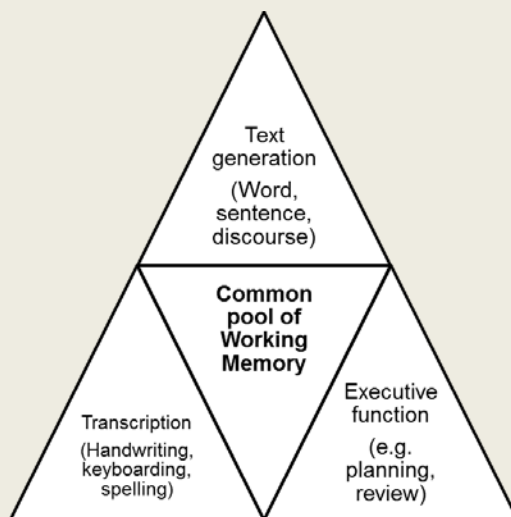 Text
generation
(Word,
sentence,
discourse)
Common
pool of
Working
Memory
Transcription
(Handwriting,
keyboarding,
spelling)
Executive
function
(e.g.
planning,
review)